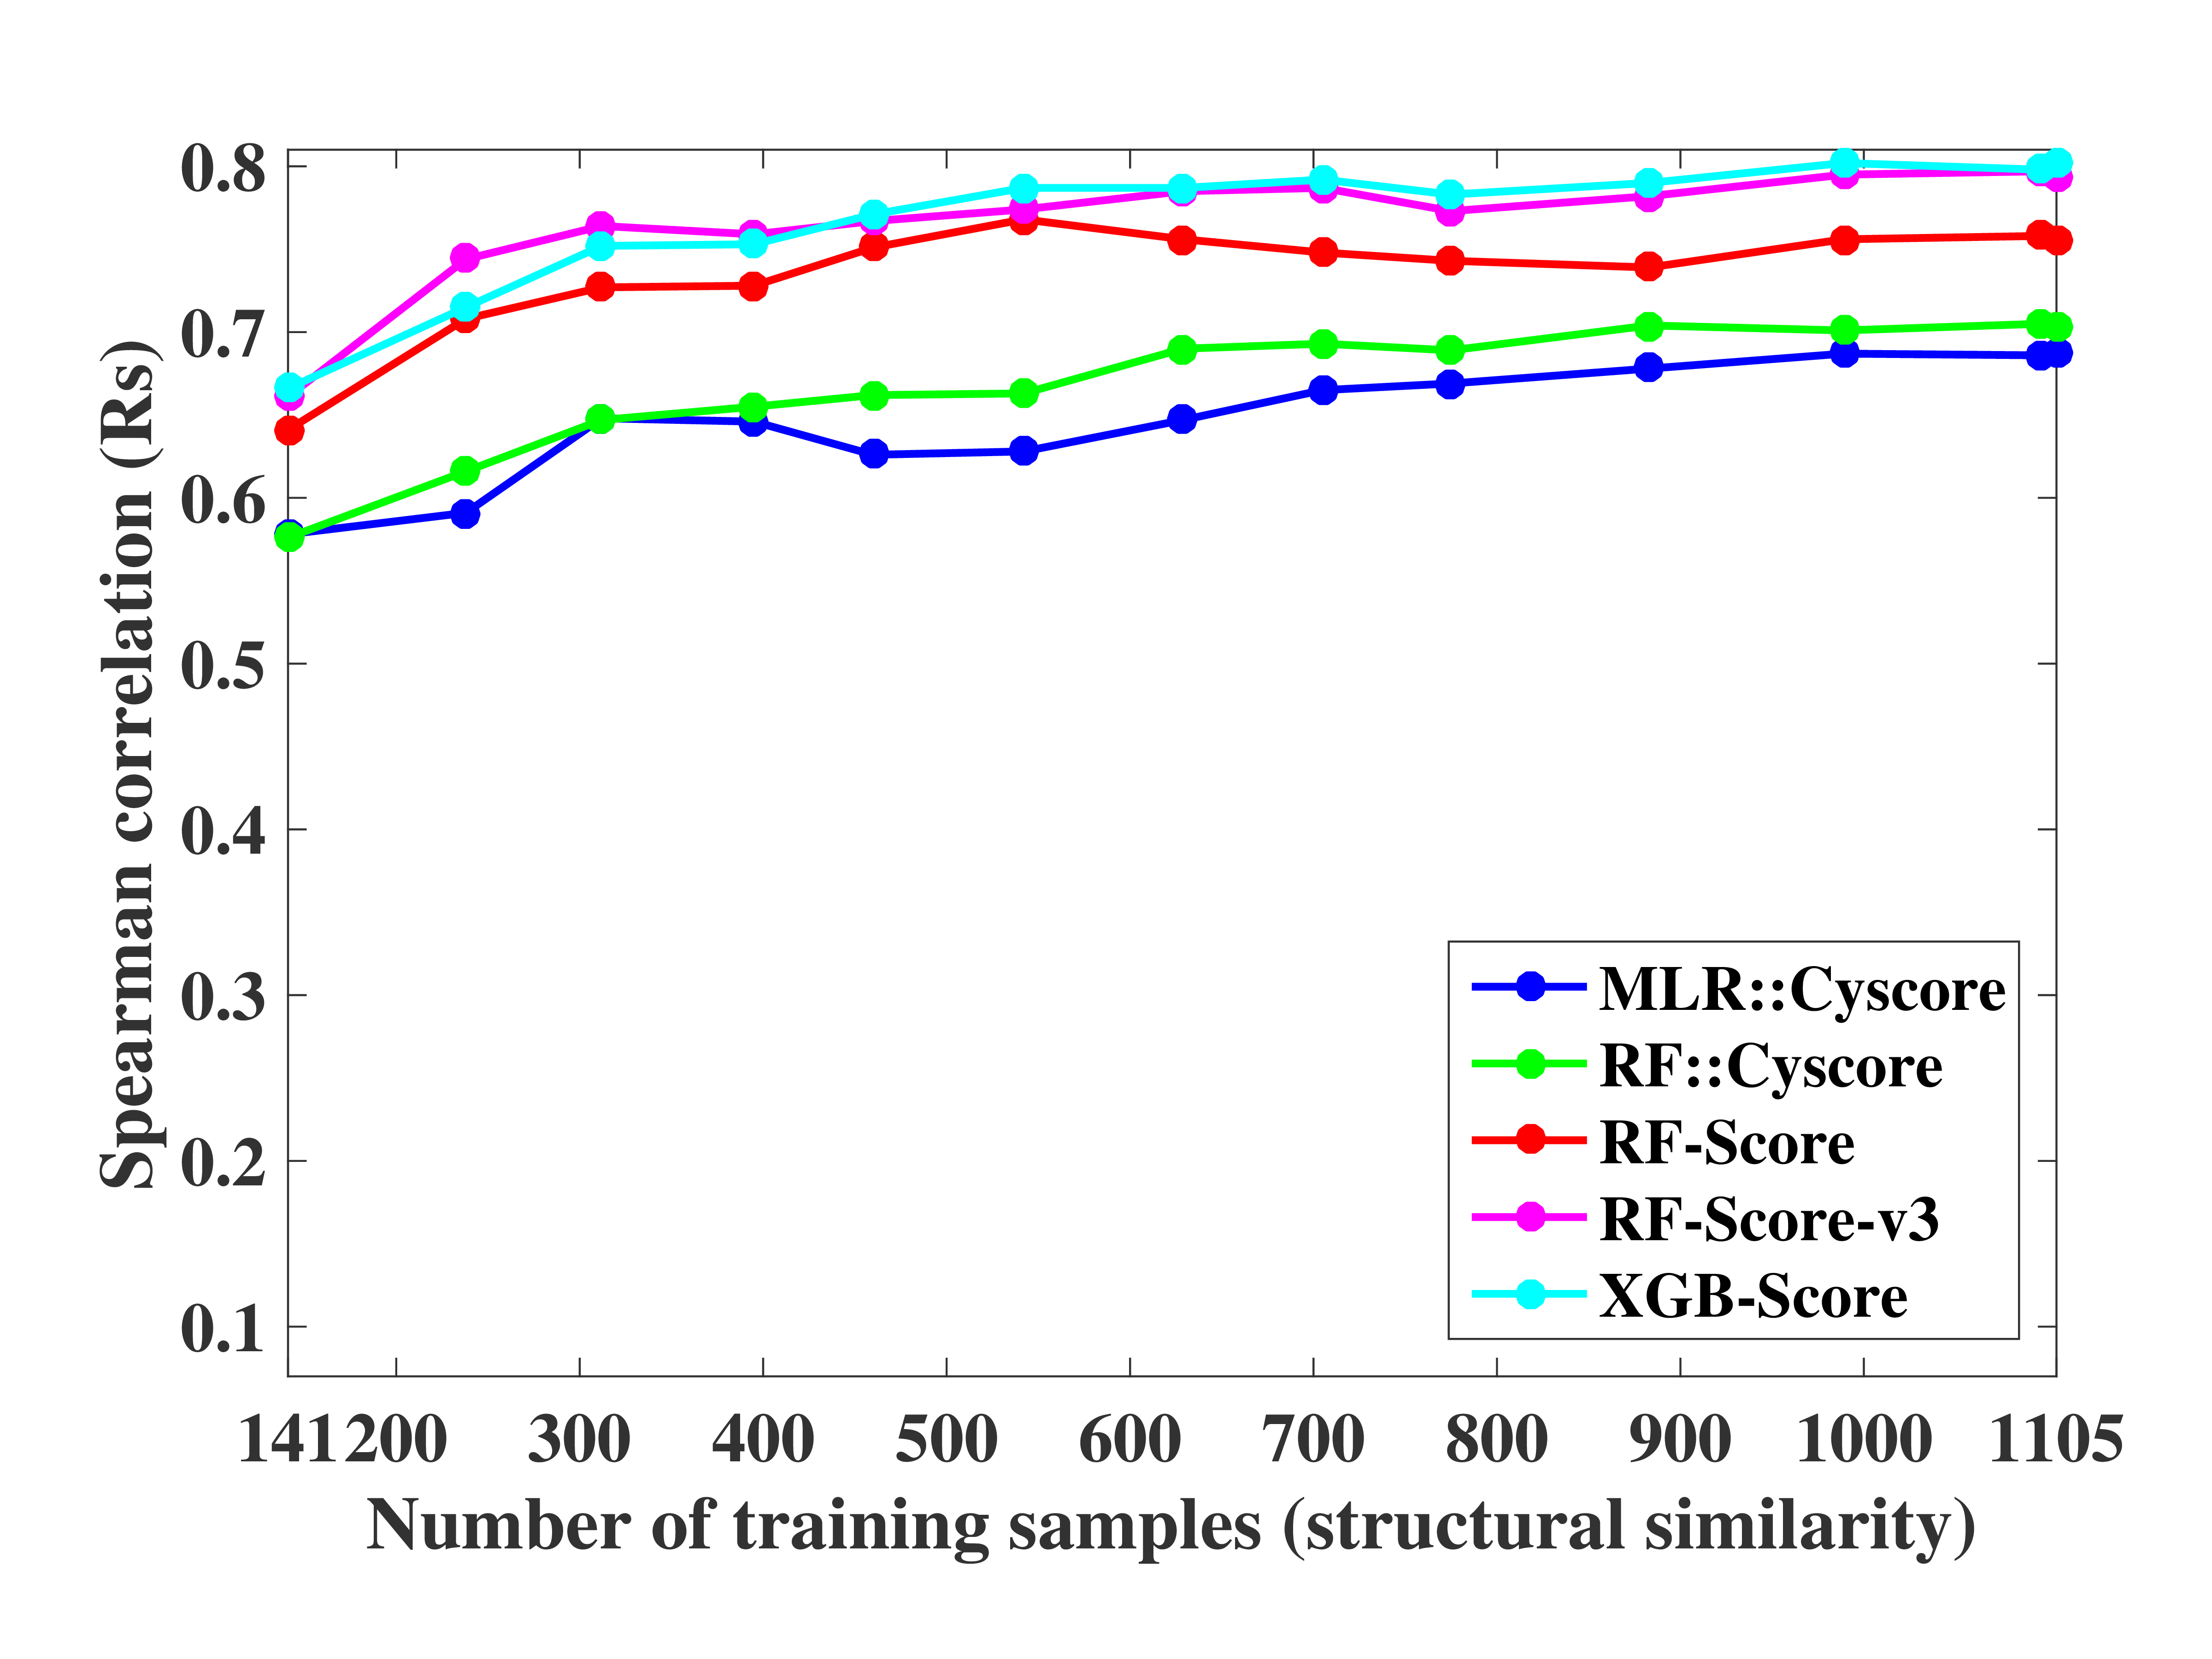 Spearman correlation (Rs)
0.8
0.7
0.6
0.5
0.4
0.3
0.2
0.1
MLR::Cyscore
RF::Cyscore
RF-Score
RF-Score-v3
XGB-Score
141 200 300 400 500 600 700 800 900 1000 1105
Number of training samples (structural similarity)